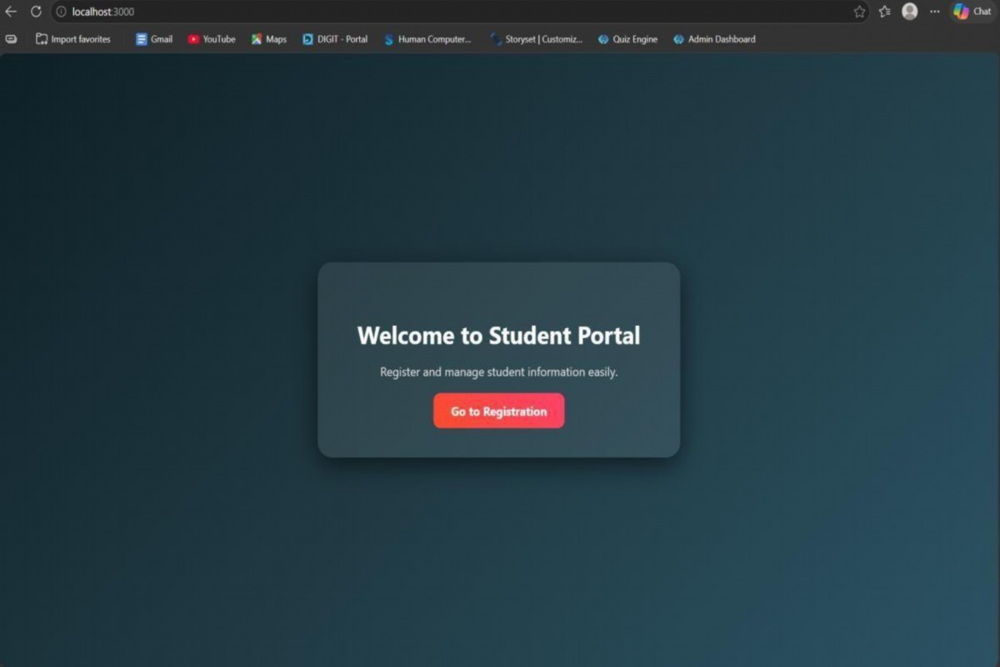 localhost:3000
Chat
Import favorites
Gmail
YouTube
Maps
DIGIT - Portal
Human Computer...
Storyset | Customiz...
Quiz Engine
Admin Dashboard
Welcome to Student Portal
Register and manage student information easily.
Go to Registration